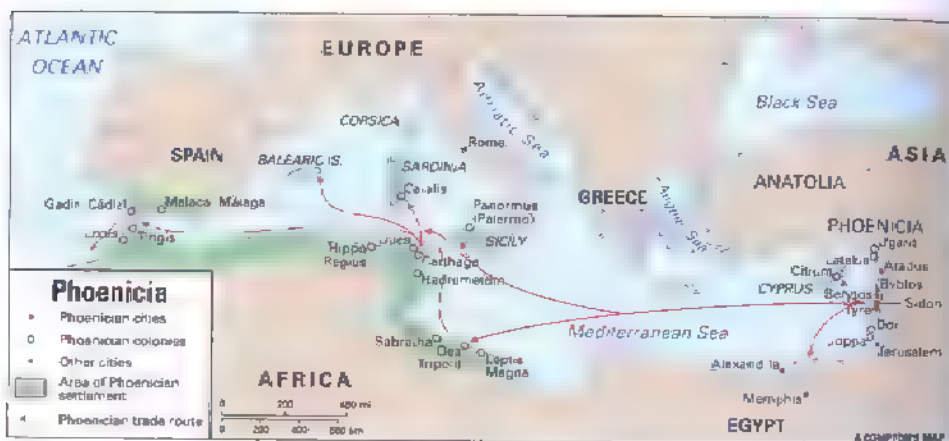 ATLANTIC
OCEAN
EUROPE
ASIA
AFRICA
Black Sea
Adriatic Sea
CORSICA
Rome
SPAIN
BALEARIC IS.
SARDINIA
Caralis
GREECE
Aegean Sea
ANATOLIA
Gadir Cádiz
Malaca Málaga
Tingis
Lixis
Panormus
(Palermo)
SICILY
Hippo
Regius
Utica
Carthage
Hadrumetum
PHOENICIA
Ugarit
Citium
CYPRUS
Aradus
Byblos
Berytos
Sidon
Tyre
Dor
Joppa
Jerusalem
Mediterranean Sea
Sabratha
Oea
Tripoli
Leptis
Magna
Alexandria
Memphis
EGYPT
Phoenicia
Phoenician cities
Phoenician colonies
Other cities
Area of Phoenician
settlement
Phoenician trade route
0 200 400 mi
0 200 400 600 km